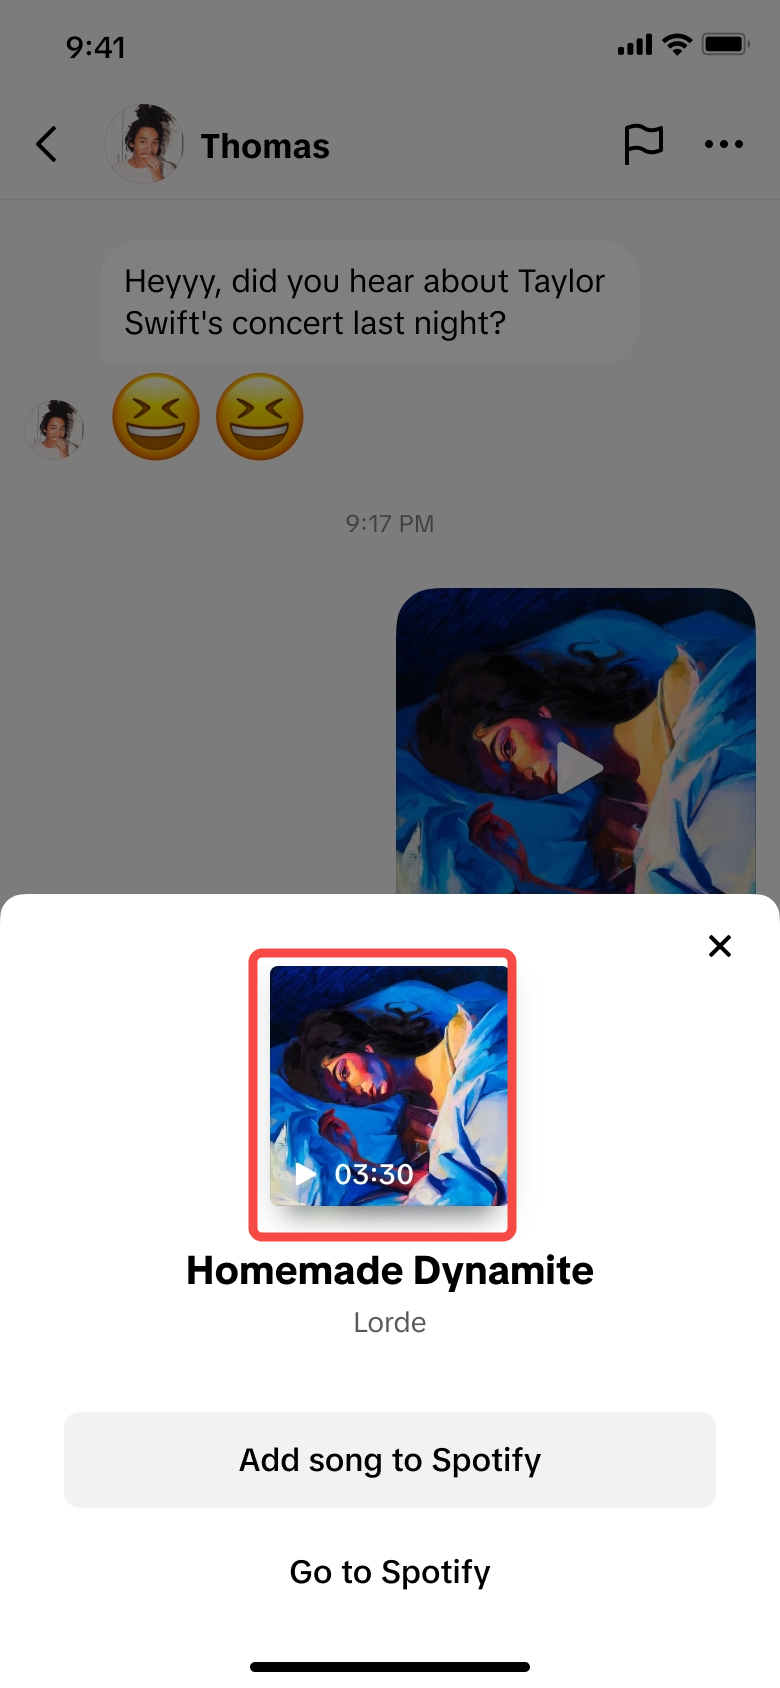 9:41
Thomas
Heyyy, did you hear about Taylor
Swift's concert last night?
9:17 PM
03:30
Homemade Dynamite
Lorde
Add song to Spotify
Go to Spotify